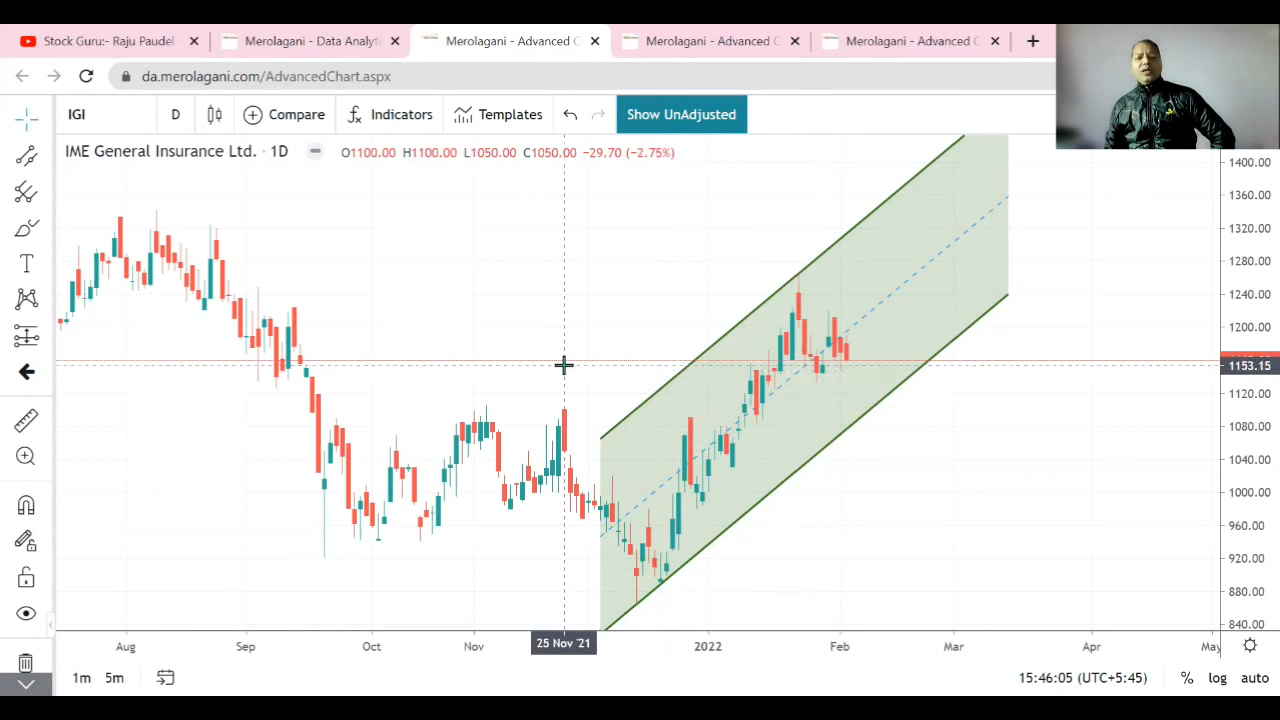 Stock Guru:- Raju Paudel
Merolagani - Data Analyti
Merolagani - Advanced C
Merolagani - Advanced C
Merolagani - Advanced C
da.merolagani.com/AdvancedChart.aspx
IGI D Compare Indicators Templates Show UnAdjusted
IME General Insurance Ltd. · 1D O1100.00 H1100.00 L1050.00 C1050.00 −29.70 (−2.75%)
1400.00
1360.00
1320.00
1280.00
1240.00
1200.00
1153.15
1120.00
1080.00
1040.00
1000.00
960.00
920.00
880.00
840.00
Aug Sep Oct Nov 25 Nov '21 2022 Feb Mar Apr May
1m 5m 15:46:05 (UTC+5:45) % log auto